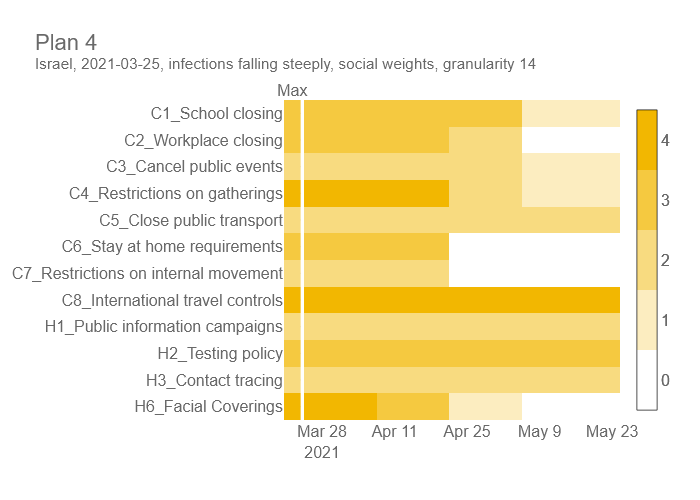 Plan 4
Israel, 2021-03-25, infections falling steeply, social weights, granularity 14
Max
C1_School closing
C2_Workplace closing
C3_Cancel public events
C4_Restrictions on gatherings
C5_Close public transport
C6_Stay at home requirements
C7_Restrictions on internal movement
C8_International travel controls
H1_Public information campaigns
H2_Testing policy
H3_Contact tracing
H6_Facial Coverings
4
3
2
1
0
Mar 28 Apr 11 Apr 25 May 9 May 23
2021